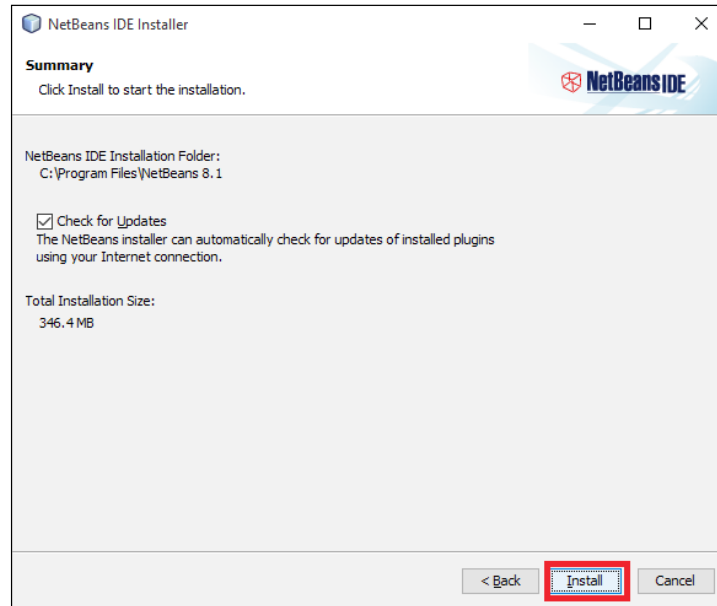 NetBeans IDE Installer
Summary
Click Install to start the installation.
NetBeans IDE
NetBeans IDE Installation Folder:
C:\Program Files\NetBeans 8.1
Check for Updates
The NetBeans installer can automatically check for updates of installed plugins
using your Internet connection.
Total Installation Size:
346.4 MB
< Back Install Cancel